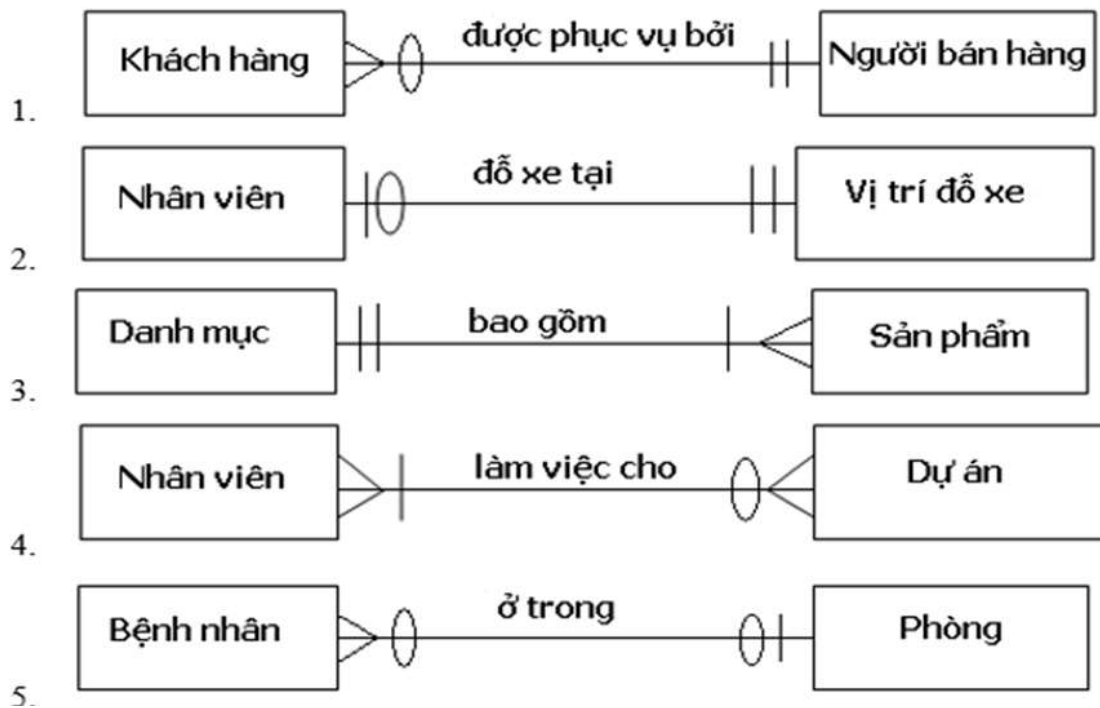 Khách hàng được phục vụ bởi Người bán hàng
1.
Nhân viên đỗ xe tại Vị trí đỗ xe
2.
Danh mục bao gồm Sản phẩm
3.
Nhân viên làm việc cho Dự án
4.
Bệnh nhân ở trong Phòng
5.